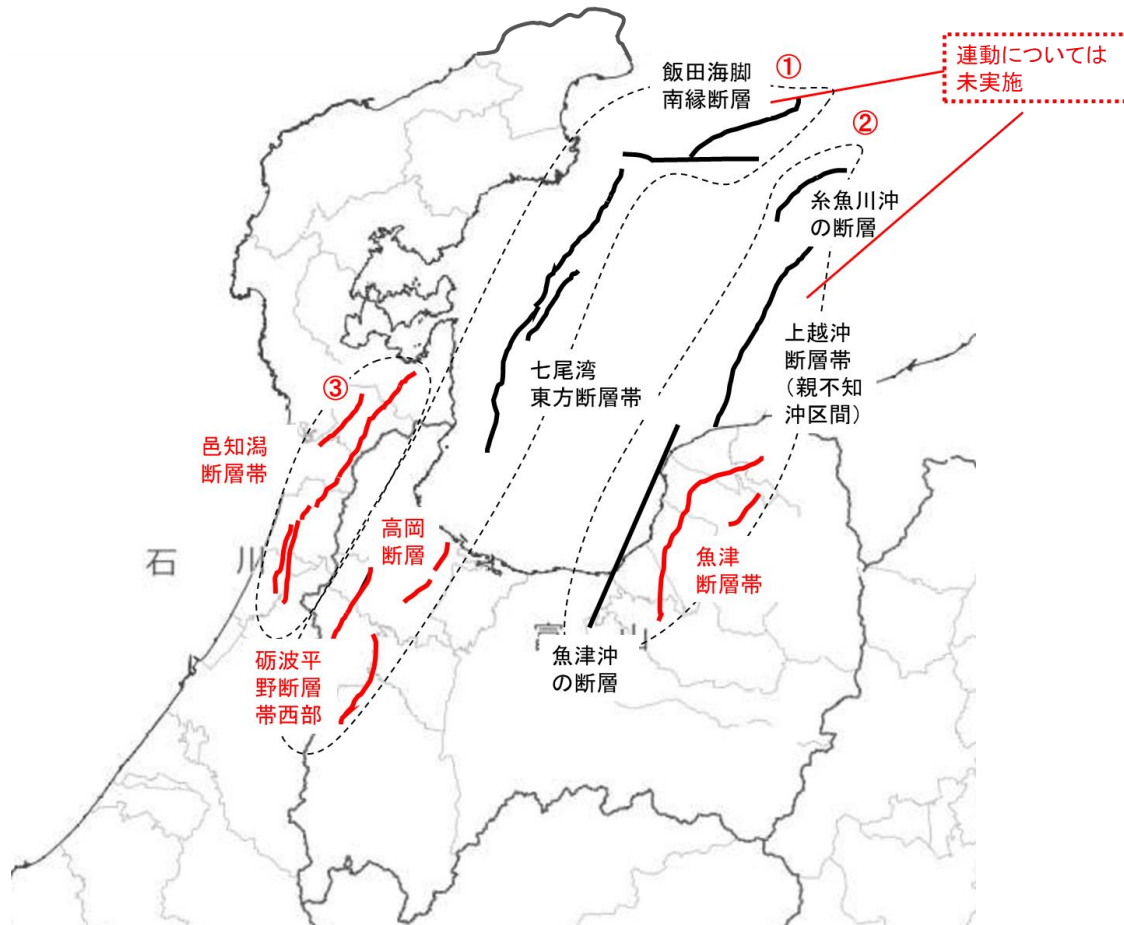 連動については
未実施
①
飯田海脚
南縁断層
②
糸魚川沖
の断層
上越沖
断層帯
（親不知
沖区間）
七尾湾
東方断層帯
③
邑知潟
断層帯
高岡
断層
石 川
魚津
断層帯
砺波平
野断層
帯西部
魚津沖
の断層